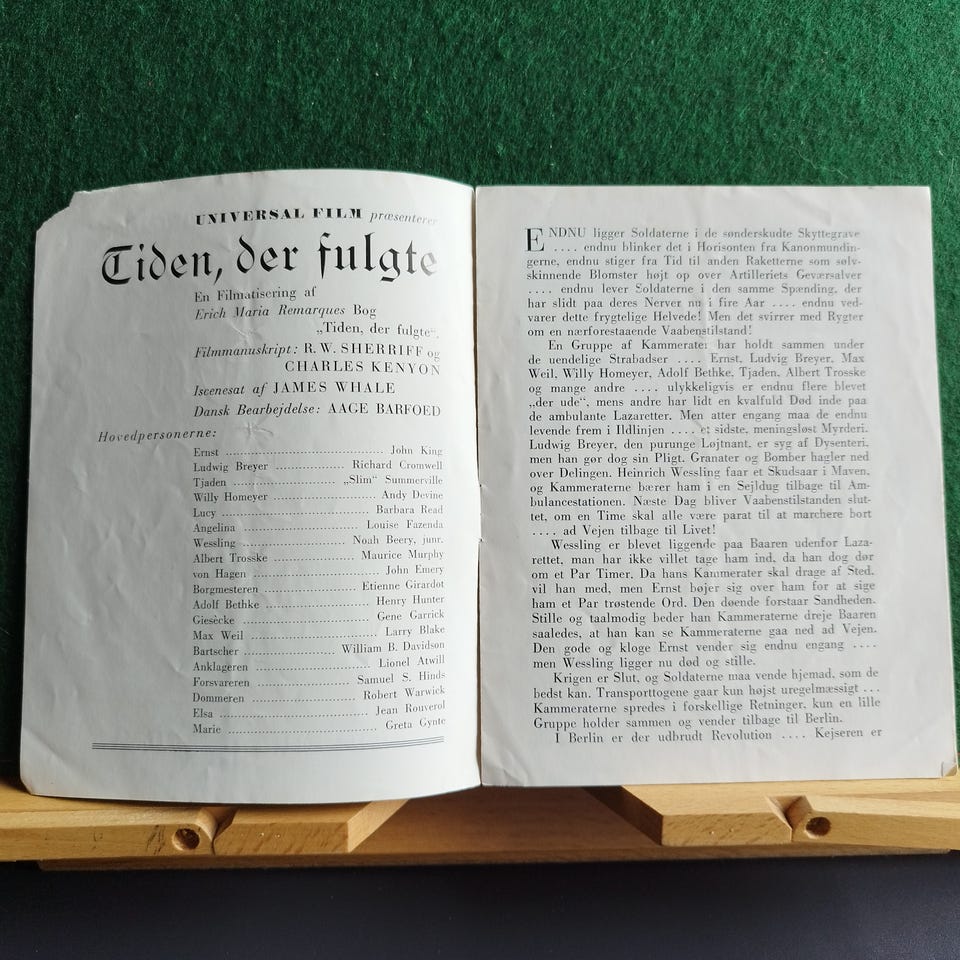 UNIVERSAL FILM præsenterer
Tiden, der fulgte
En Filmatisering af
Erich Maria Remarques Bog
„Tiden, der fulgte“.
Filmmanuskript: R. W. SHERRIFF og
CHARLES KENYON
Iscenesat af JAMES WHALE
Dansk Bearbejdelse: AAGE BARFOED
Hovedpersonerne:
Ernst ........ John King
Ludwig Breyer ........ Richard Cromwell
Tjaden ........ „Slim“ Summerville
Willy Homeyer ........ Andy Devine
Lucy ........ Barbara Read
Angelina ........ Louise Fazenda
Wessling ........ Noah Beery, junr.
Albert Trosske ........ Maurice Murphy
von Hagen ........ John Emery
Borgmesteren ........ Etienne Girardot
Adolf Bethke ........ Henry Hunter
Giesècke ........ Gene Garrick
Max Weil ........ Larry Blake
Bartscher ........ William B. Davidson
Anklageren ........ Lionel Atwill
Forsvareren ........ Samuel S. Hinds
Dommeren ........ Robert Warwick
Elsa ........ Jean Rouverol
Marie ........ Greta Gynte
ENDNU ligger Soldaterne i de sønderskudte Skyttegrave
.... endnu blinker det i Horisonten fra Kanonmundin-
gerne, endnu stiger fra Tid til anden Raketterne som sølv-
skinnende Blomster højt op over Artilleriets Geværsalver
.... endnu lever Soldaterne i den samme Spænding, der
har slidt paa deres Nerver nu i fire Aar .... endnu ved-
varer dette frygtelige Helvede! Men det svirrer med Rygter
om en nærforestaaende Vaabenstilstand!
En Gruppe af Kammerater har holdt sammen under
de uendelige Strabadser .... Ernst, Ludvig Breyer, Max
Weil, Willy Homeyer, Adolf Bethke, Tjaden, Albert Trosske
og mange andre .... ulykkeligvis er endnu flere blevet
„der ude“, mens andre har lidt en kvalfuld Død inde paa
de ambulante Lazaretter. Men atter engang maa de endnu
levende frem i Ildlinjen .... et sidste, meningsløst Myrderi.
Ludwig Breyer, den purunge Løjtnant, er syg af Dysenteri,
men han gør dog sin Pligt. Granater og Bomber hagler ned
over Delingen. Heinrich Wessling faar et Skudsaar i Maven,
og Kammeraterne bærer ham i en Sejldug tilbage til Am-
bulancestationen. Næste Dag bliver Vaabenstilstanden slut-
tet, om en Time skal alle være parat til at marchere bort
.... ad Vejen tilbage til Livet!
Wessling er blevet liggende paa Baaren udenfor Laza-
rettet, man har ikke villet tage ham ind, da han dog dør
om et Par Timer. Da hans Kammerater skal drage af Sted,
vil han med, men Ernst bøjer sig over ham for at sige
ham et Par trøstende Ord. Den døende forstaar Sandheden.
Stille og taalmodig beder han Kammeraterne dreje Baaren
saaledes, at han kan se Kammeraterne gaa ned ad Vejen.
Den gode og kloge Ernst vender sig endnu engang ....
men Wessling ligger nu død og stille.
Krigen er Slut, og Soldaterne maa vende hjemad, som de
bedst kan. Transporttogene gaar kun højst uregelmæssigt ...
Kammeraterne spredes i forskellige Retninger, kun en lille
Gruppe holder sammen og vender tilbage til Berlin.
I Berlin er der udbrudt Revolution .... Kejseren er